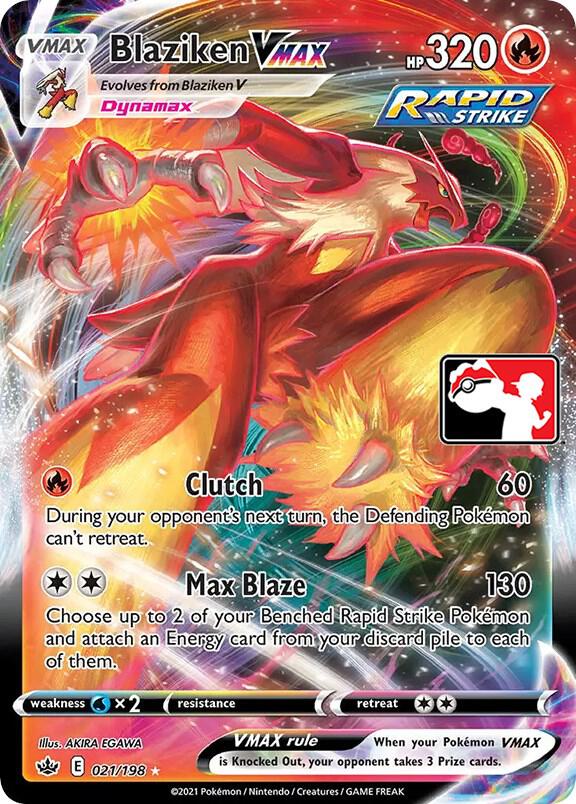 VMAX
Blaziken VMAX
HP 320
Evolves from Blaziken V
Dynamax
RAPID STRIKE
Clutch 60
During your opponent's next turn, the Defending Pokémon
can't retreat.
Max Blaze 130
Choose up to 2 of your Benched Rapid Strike Pokémon
and attach an Energy card from your discard pile to each
of them.
weakness ×2 resistance retreat
Illus. AKIRA EGAWA
VMAX rule When your Pokémon VMAX
is Knocked Out, your opponent takes 3 Prize cards.
E 021/198 ★
©2021 Pokémon / Nintendo / Creatures / GAME FREAK